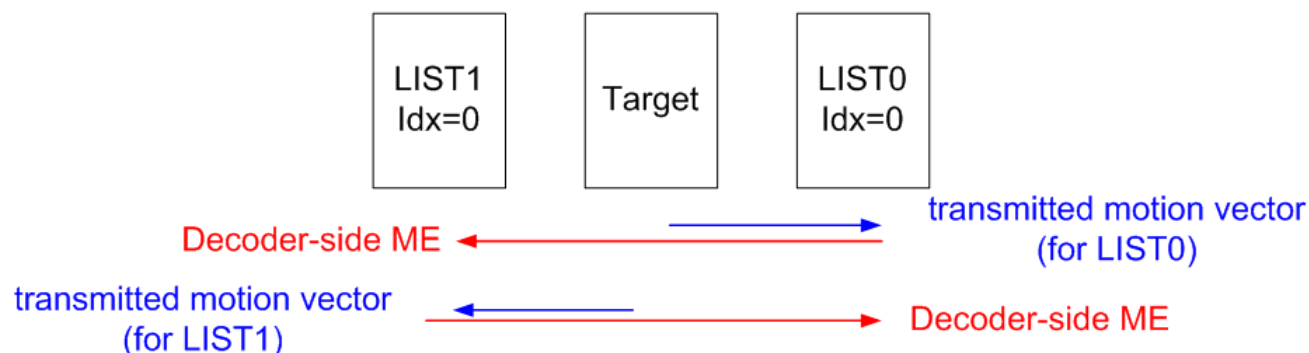 LIST1
Idx=0
Target
LIST0
Idx=0
transmitted motion vector
(for LIST0)
Decoder-side ME
transmitted motion vector
(for LIST1)
Decoder-side ME